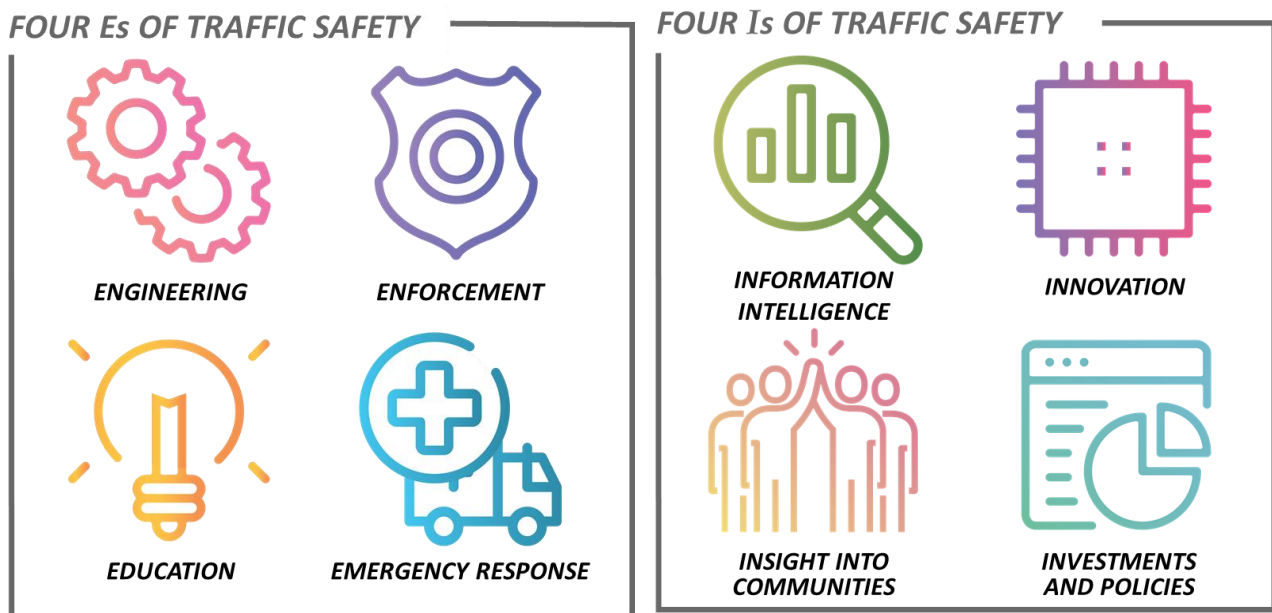 FOUR Es OF TRAFFIC SAFETY
ENGINEERING
ENFORCEMENT
EDUCATION
EMERGENCY RESPONSE
FOUR Is OF TRAFFIC SAFETY
INFORMATION
INTELLIGENCE
INNOVATION
INSIGHT INTO
COMMUNITIES
INVESTMENTS
AND POLICIES